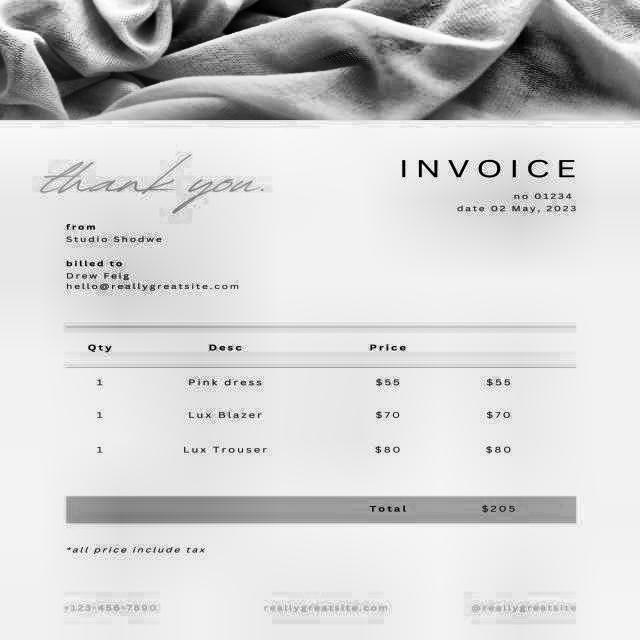 thank you.
INVOICE
no 01234
date 02 May, 2023
from
Studio Shodwe
billed to
Drew Feig
hello@reallygreatsite.com
Qty Desc Price
1 Pink dress $55 $55
1 Lux Blazer $70 $70
1 Lux Trouser $80 $80
Total $205
*all price include tax
+123-456-7890 reallygreatsite.com @reallygreatsite